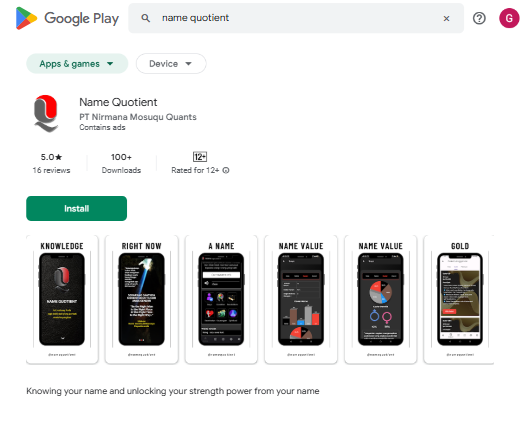 Google Play
name quotient
G
Apps & games
Device
Name Quotient
PT Nirmana Mosuqu Quants
Contains ads
5.0★
16 reviews
100+
Downloads
12+
Rated for 12+
Install
KNOWLEDGE
RIGHT NOW
A NAME
NAME VALUE
NAME VALUE
GOLD
NAME QUOTIENT
Knowing your name and unlocking your strength power from your name